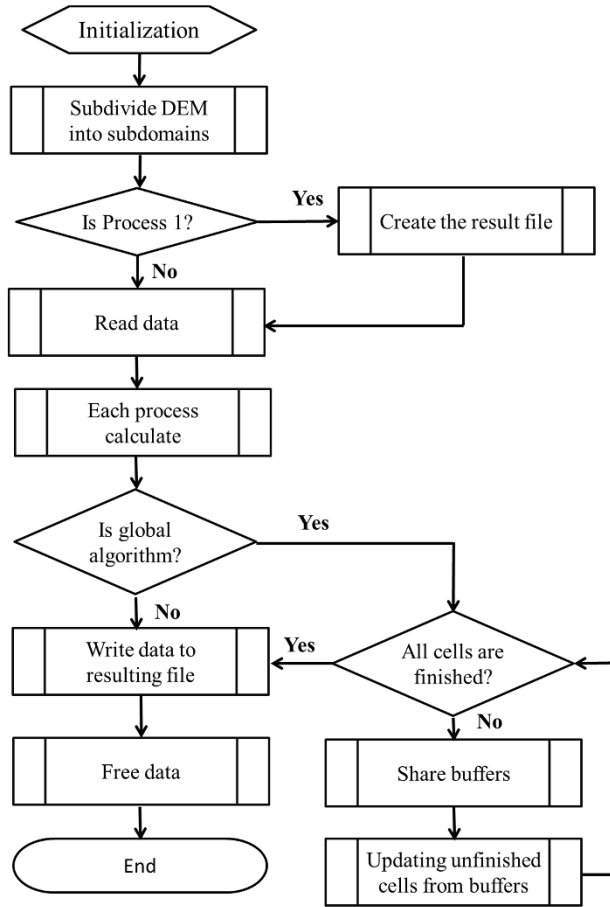 Initialization
Subdivide DEM
into subdomains
Yes
Is Process 1?
Create the result file
No
Read data
Each process
calculate
Is global
algorithm?
Yes
No
Write data to
resulting file
Yes
All cells are
finished?
No
Free data
Share buffers
End
Updating unfinished
cells from buffers